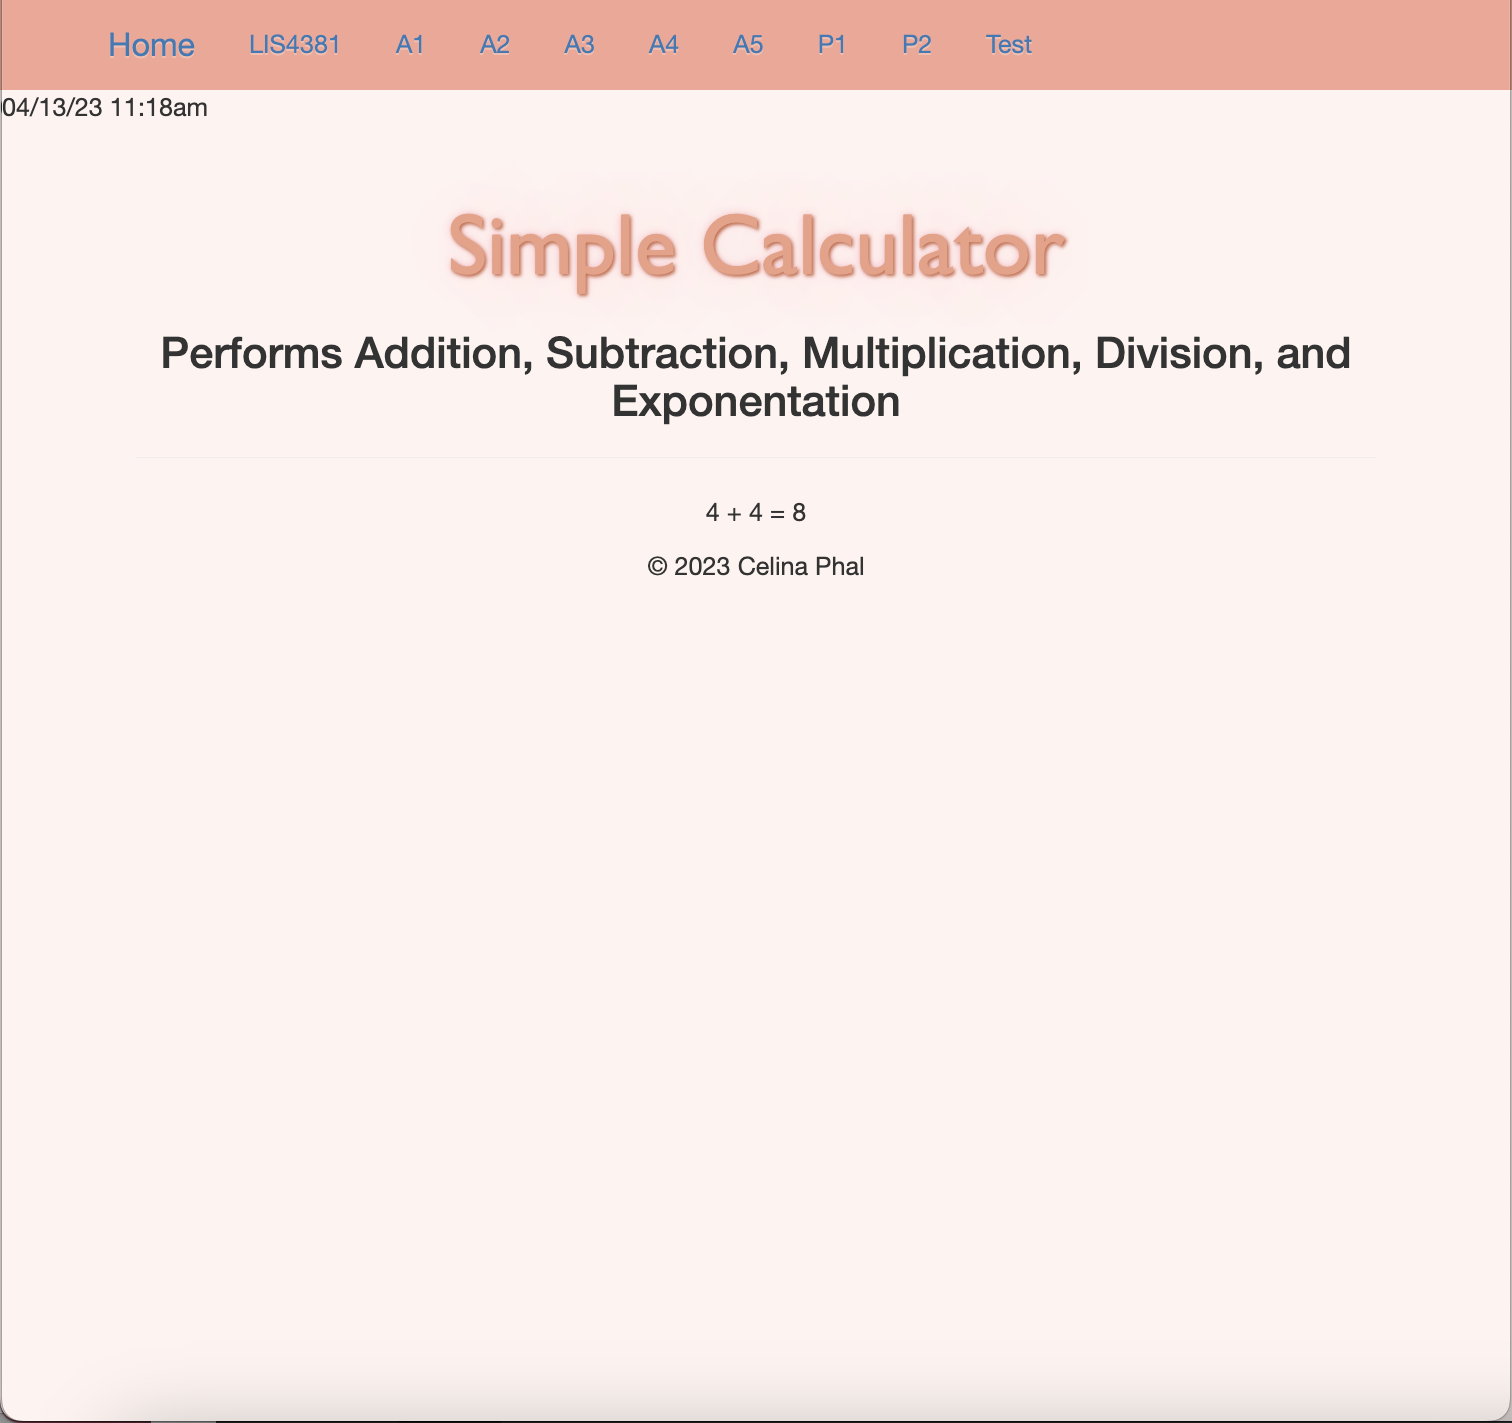 Home LIS4381 A1 A2 A3 A4 A5 P1 P2 Test
04/13/23 11:18am
Simple Calculator
Performs Addition, Subtraction, Multiplication, Division, and
Exponentation
4 + 4 = 8
© 2023 Celina Phal